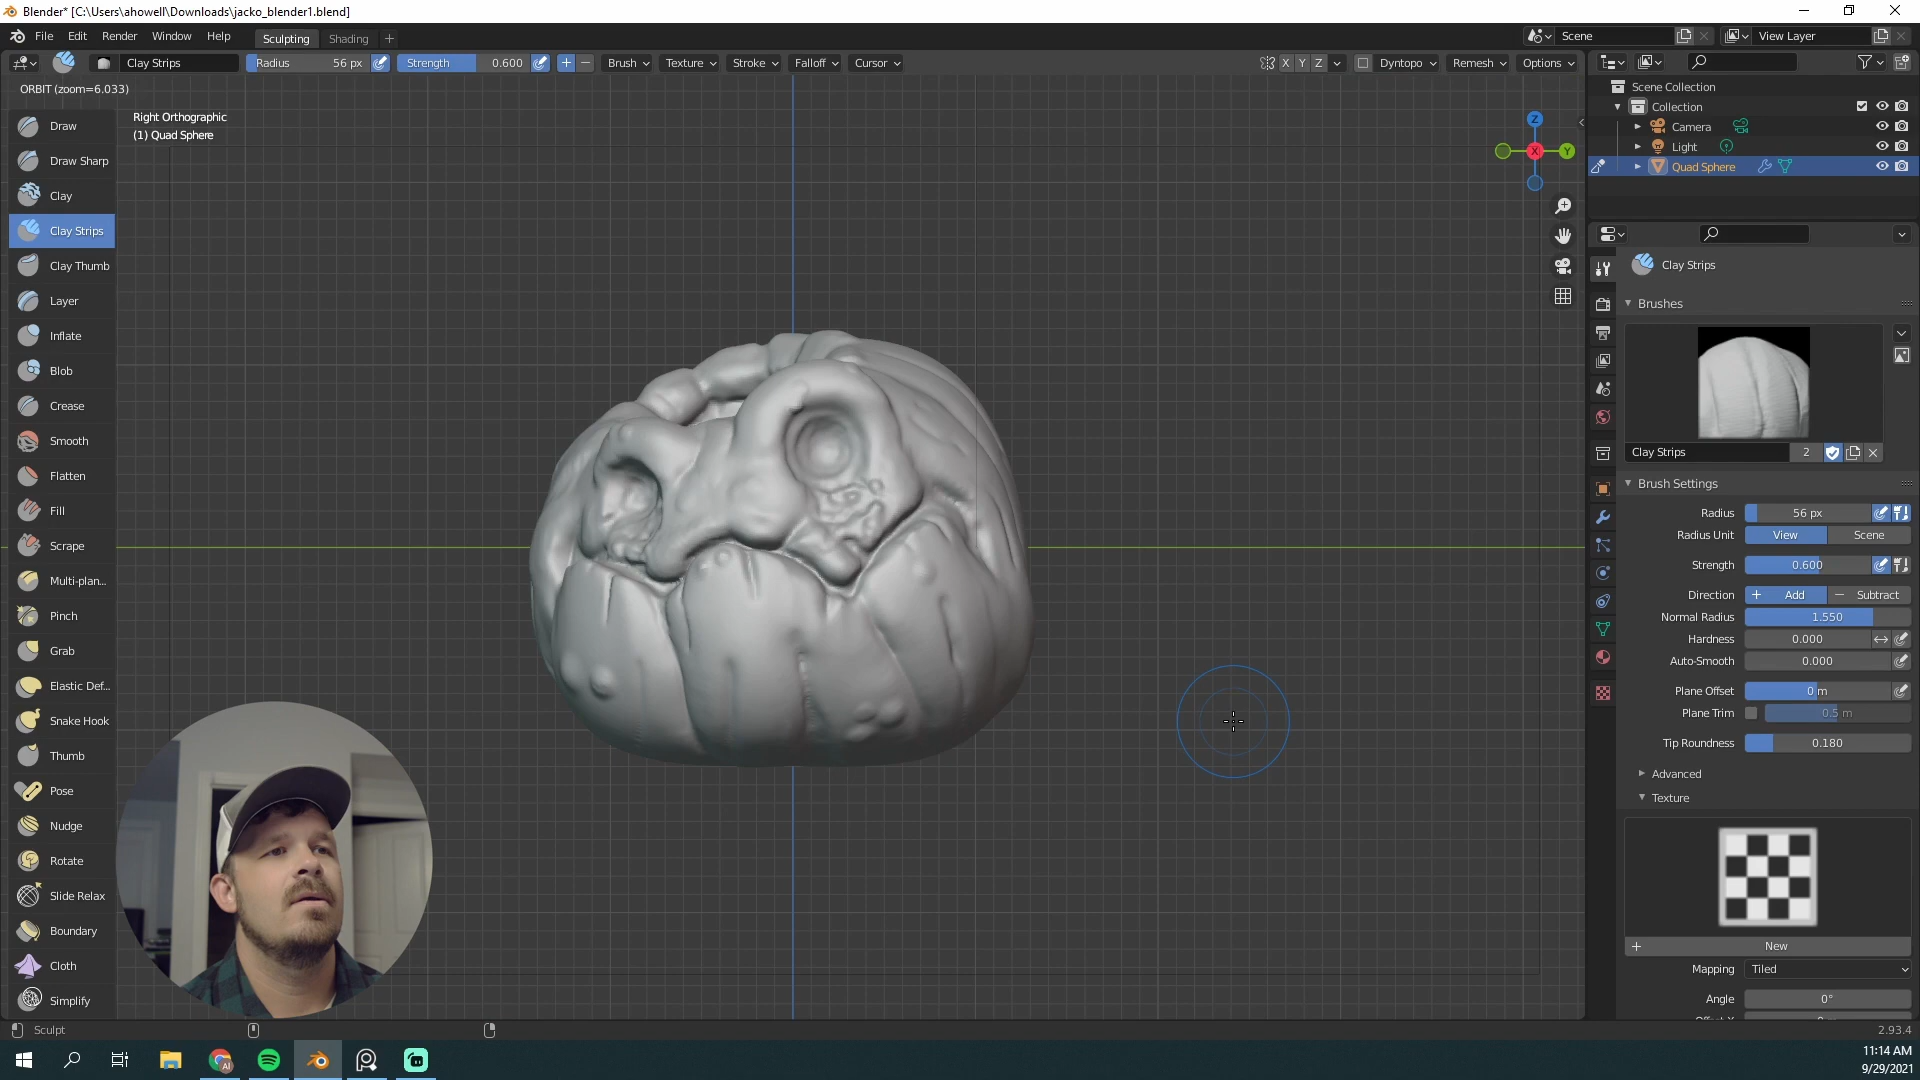 Blender* [C:\Users\ahowell\Downloads\jacko_blender1.blend]
File Edit Render Window Help Sculpting Shading + Scene View Layer
Clay Strips Radius 56 px Strength 0.600 + − Brush Texture Stroke Falloff Cursor X Y Z Dyntopo Remesh Options
ORBIT (zoom=6.033)
Right Orthographic
(1) Quad Sphere
Draw
Draw Sharp
Clay
Clay Strips
Clay Thumb
Layer
Inflate
Blob
Crease
Smooth
Flatten
Fill
Scrape
Multi-plan...
Pinch
Grab
Elastic Def...
Snake Hook
Thumb
Pose
Nudge
Rotate
Slide Relax
Boundary
Cloth
Simplify
Z
X
Y
Scene Collection
Collection
Camera
Light
Quad Sphere
Clay Strips
Brushes
Clay Strips 2
Brush Settings
Radius 56 px
Radius Unit View Scene
Strength 0.600
Direction + Add − Subtract
Normal Radius 1.550
Hardness 0.000
Auto-Smooth 0.000
Plane Offset 0 m
Plane Trim 0.5 m
Tip Roundness 0.180
Advanced
Texture
+ New
Mapping Tiled
Angle 0°
Sculpt
2.93.4
11:14 AM
9/29/2021